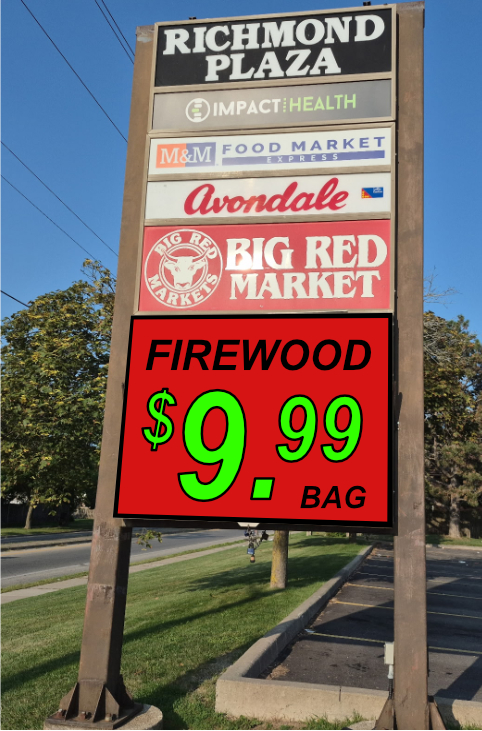 RICHMOND
PLAZA
IMPACT HEALTH
M&M FOOD MARKET
EXPRESS
Avondale
BIG RED
MARKETS
BIG RED
MARKET
FIREWOOD
$9.99
BAG